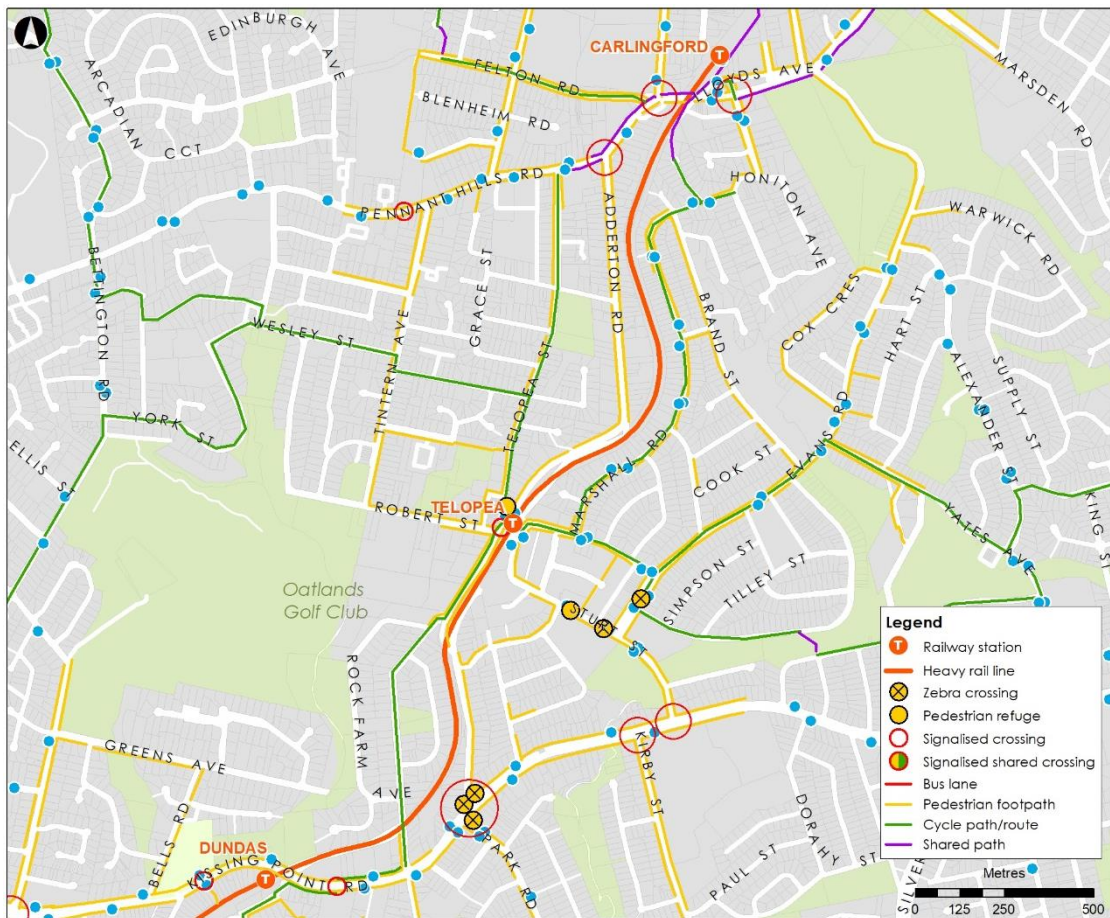 EDINBURGH AVE
CARLINGFORD
T
FELTON RD
LLOYDS AVE
MARSDEN RD
ARCADIAN CCT
BLENHEIM RD
PENNANT HILLS RD
HONITON AVE
WARWICK RD
BETTINGTON RD
GRACE ST
ADDERTON RD
BRAND ST
COX CRES
HART ST
WESLEY ST
TINTERN AVE
TELOPEA ST
ALEXANDER ST
SUPPLY ST
YORK ST
ELLIS ST
MARSHALL RD
COOK ST
EVANS RD
TELOPEA
T
ROBERT ST
YATES AVE
KING ST
Oatlands
Golf Club
STURT ST
SIMPSON ST
TILLEY ST
ROCK FARM AVE
GREENS AVE
KIRBY ST
BELLS RD
DUNDAS
T
KISSING POINT RD
PARK RD
PAUL ST
DORAHY ST
SILVER
Legend
T Railway station
Heavy rail line
Zebra crossing
Pedestrian refuge
Signalised crossing
Signalised shared crossing
Bus lane
Pedestrian footpath
Cycle path/route
Shared path
Metres
0 125 250 500